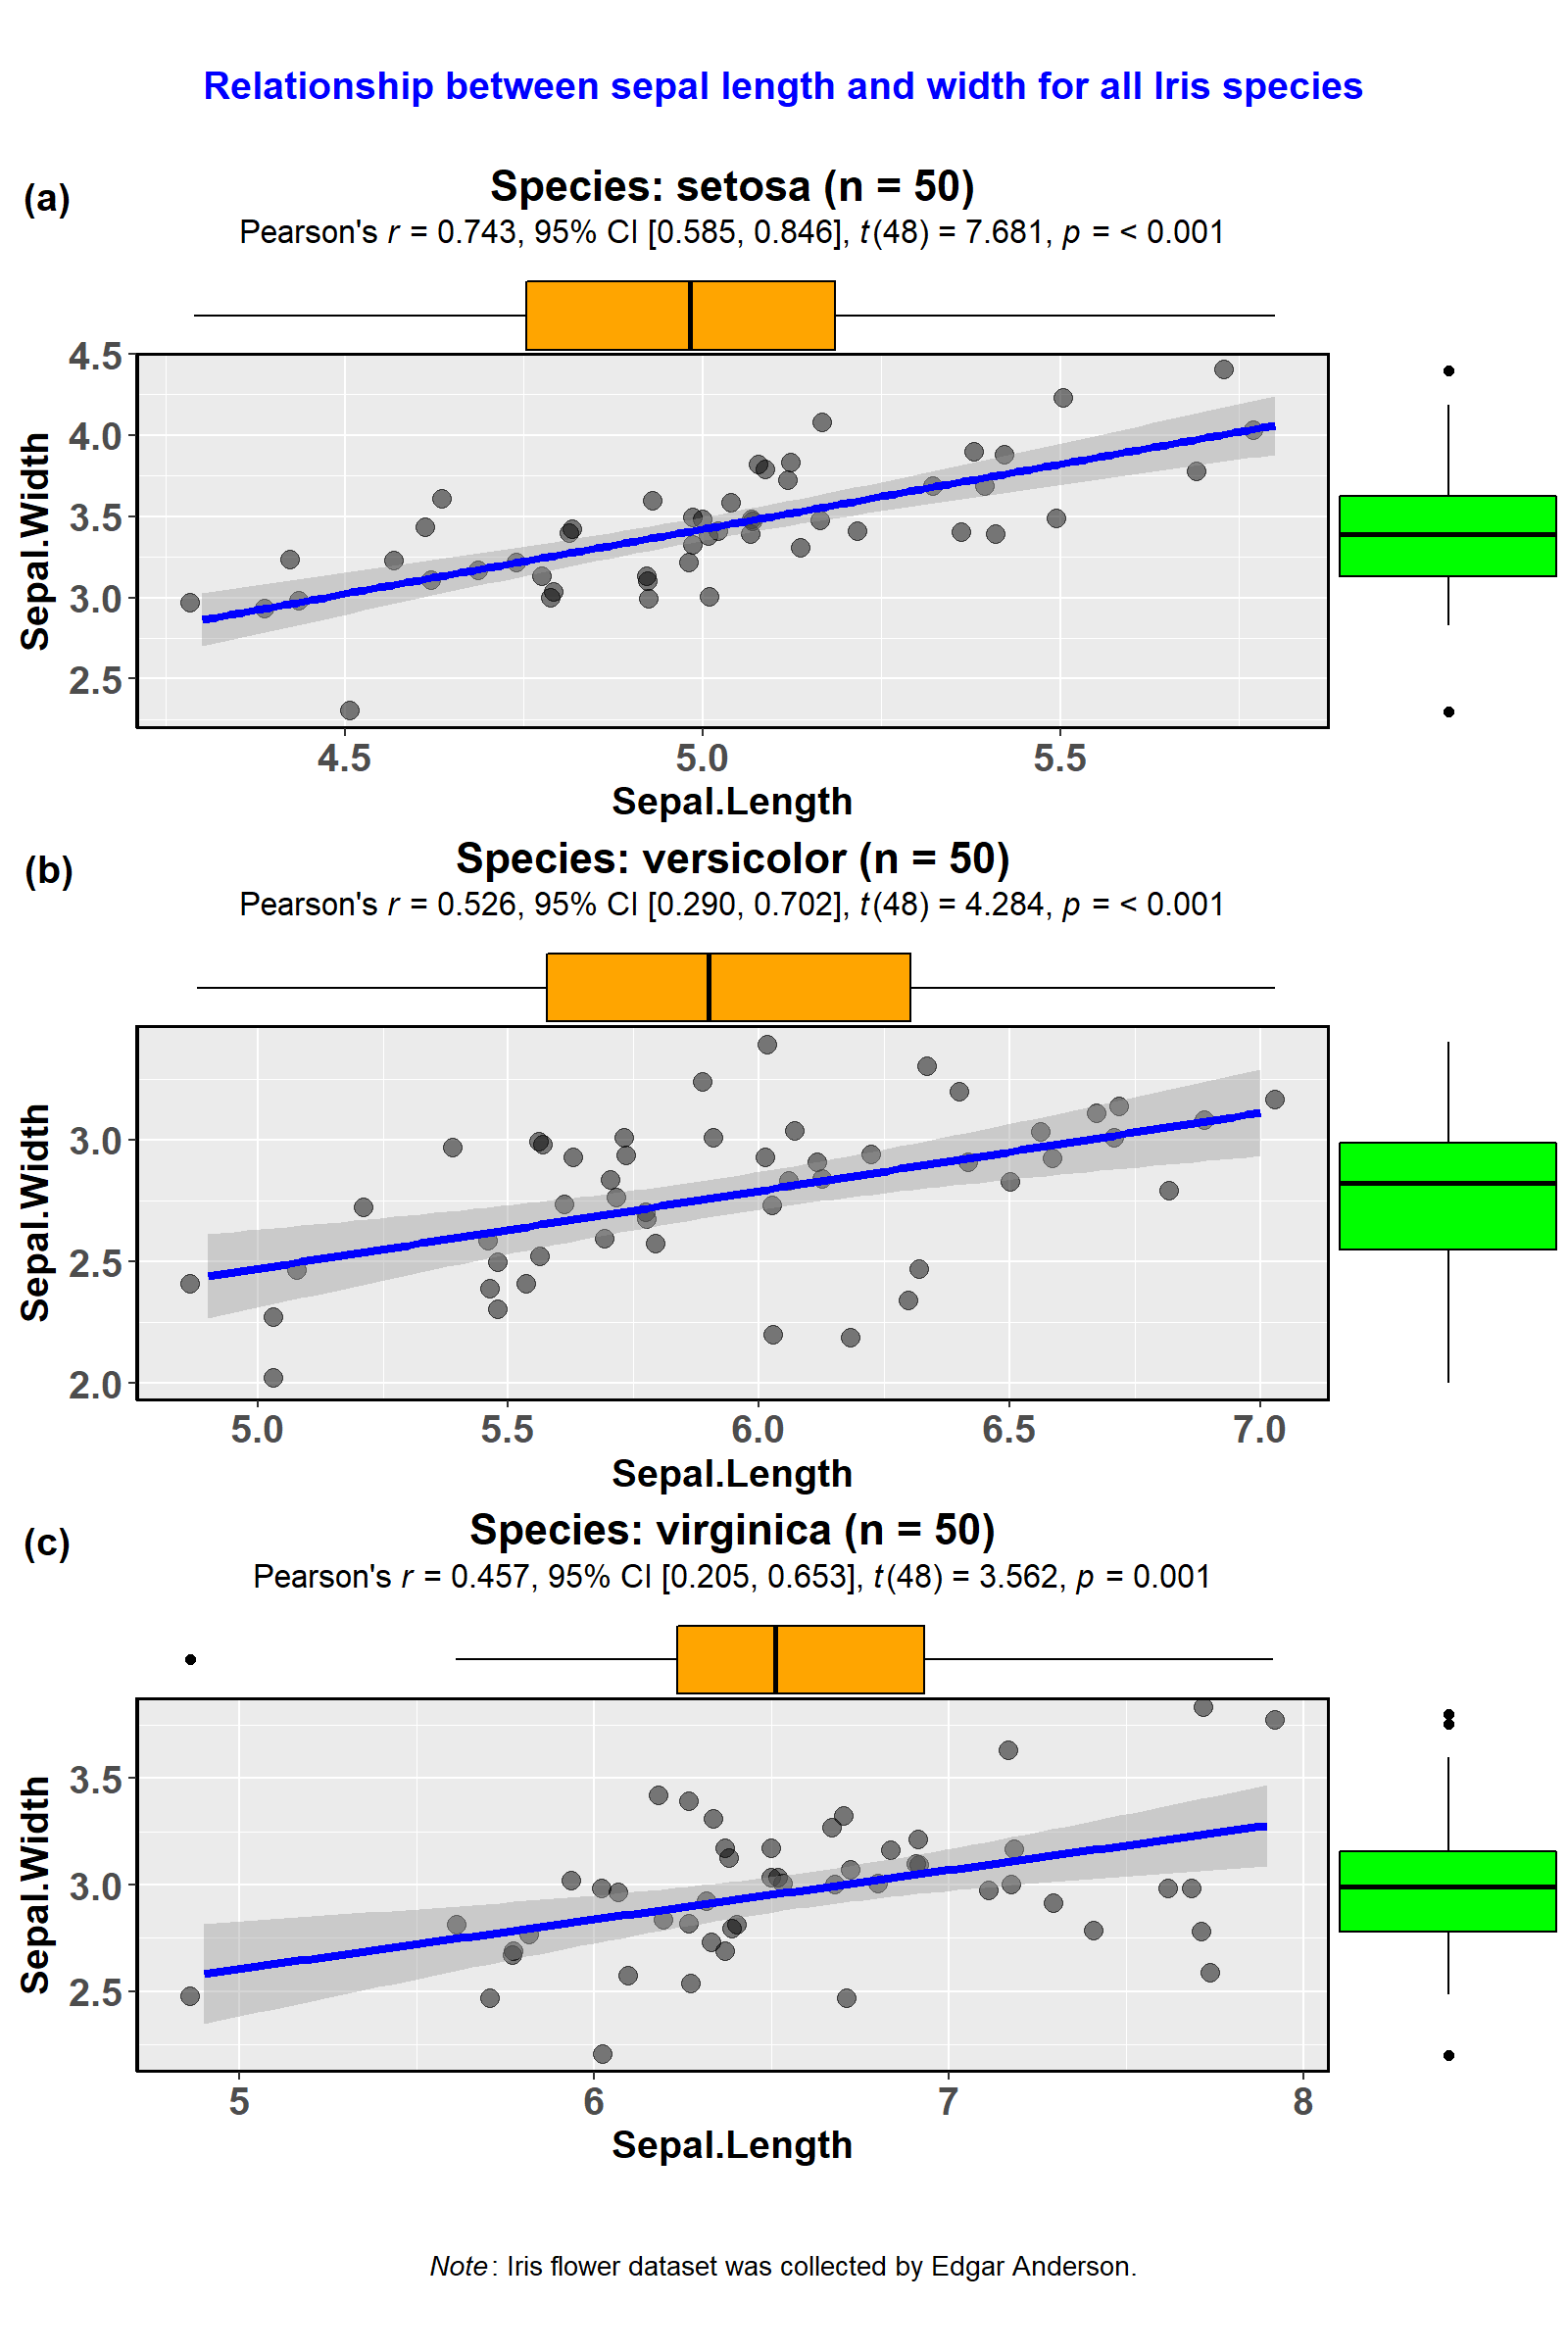 Relationship between sepal length and width for all Iris species
(a)
Species: setosa (n = 50)
Pearson's r = 0.743, 95% CI [0.585, 0.846], t(48) = 7.681, p = < 0.001
4.5
4.0
3.5
3.0
2.5
Sepal.Width
4.5 5.0 5.5
Sepal.Length
(b)
Species: versicolor (n = 50)
Pearson's r = 0.526, 95% CI [0.290, 0.702], t(48) = 4.284, p = < 0.001
3.0
2.5
2.0
Sepal.Width
5.0 5.5 6.0 6.5 7.0
Sepal.Length
(c)
Species: virginica (n = 50)
Pearson's r = 0.457, 95% CI [0.205, 0.653], t(48) = 3.562, p = 0.001
3.5
3.0
2.5
Sepal.Width
5 6 7 8
Sepal.Length
Note: Iris flower dataset was collected by Edgar Anderson.